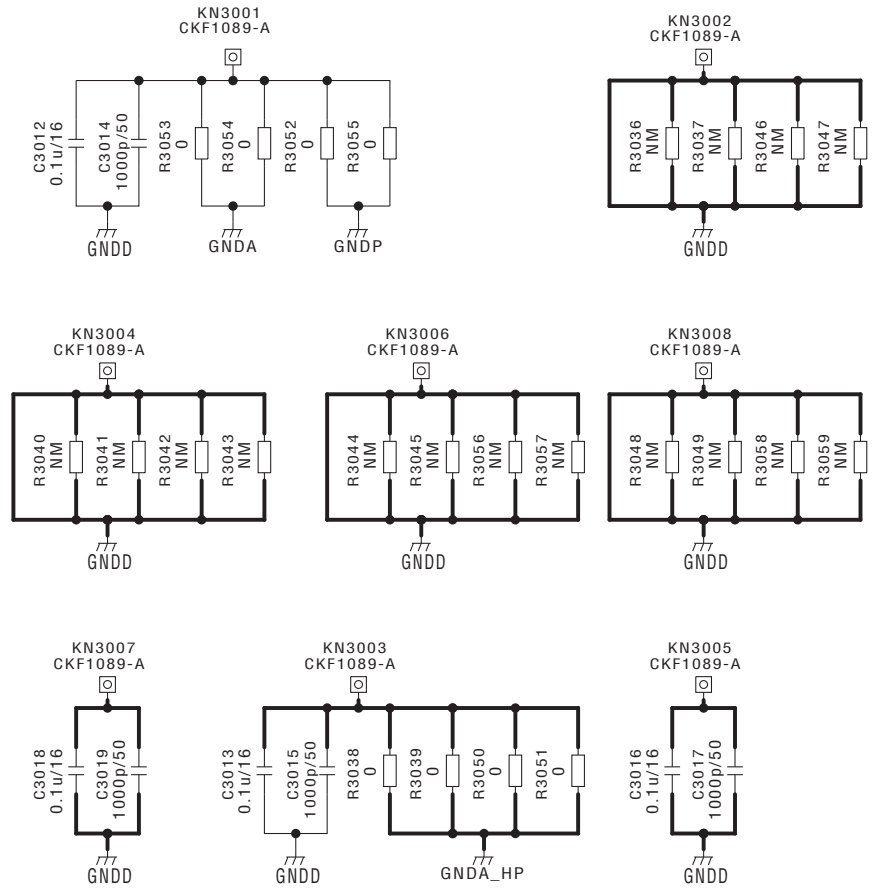 KN3001
CKF1089-A
C3012
0.1u/16
C3014
1000p/50
R3053
0
R3054
0
R3052
0
R3055
0
GNDD
GNDA
GNDP
KN3002
CKF1089-A
R3036
NM
R3037
NM
R3046
NM
R3047
NM
GNDD
KN3004
CKF1089-A
R3040
NM
R3041
NM
R3042
NM
R3043
NM
GNDD
KN3006
CKF1089-A
R3044
NM
R3045
NM
R3056
NM
R3057
NM
GNDD
KN3008
CKF1089-A
R3048
NM
R3049
NM
R3058
NM
R3059
NM
GNDD
KN3007
CKF1089-A
C3018
0.1u/16
C3019
1000p/50
GNDD
KN3003
CKF1089-A
C3013
0.1u/16
C3015
1000p/50
R3038
0
R3039
0
R3050
0
R3051
0
GNDD
GNDA_HP
KN3005
CKF1089-A
C3016
0.1u/16
C3017
1000p/50
GNDD